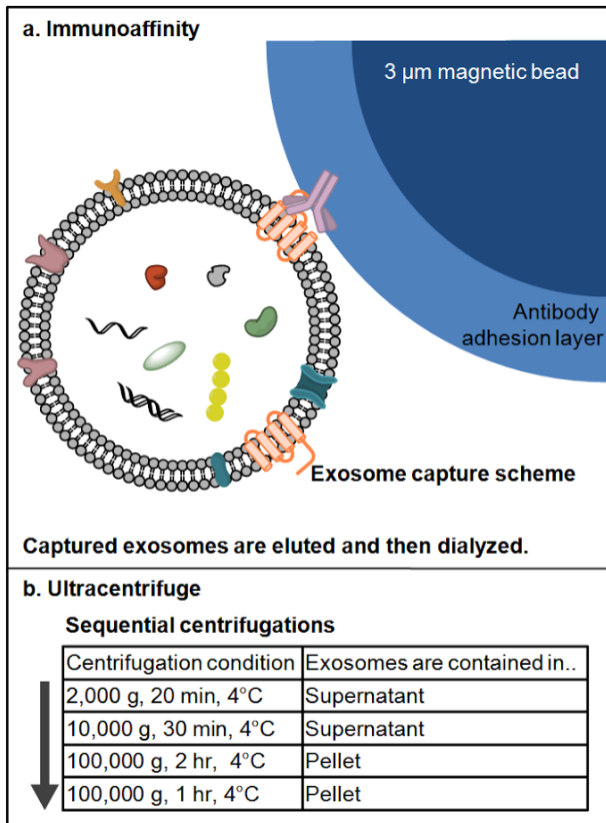 a. Immunoaffinity
3 μm magnetic bead
Antibody
adhesion layer
Exosome capture scheme
Captured exosomes are eluted and then dialyzed.
b. Ultracentrifuge
Sequential centrifugations
Centrifugation condition Exosomes are contained in..
2,000 g, 20 min, 4°C Supernatant
10,000 g, 30 min, 4°C Supernatant
100,000 g, 2 hr, 4°C Pellet
100,000 g, 1 hr, 4°C Pellet